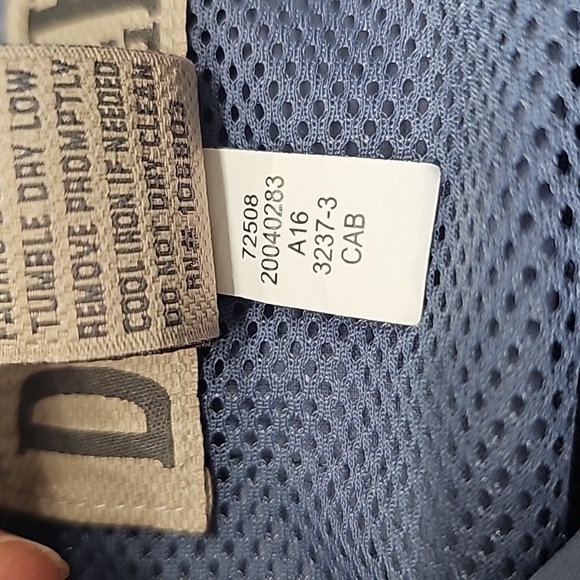 TUMBLE DRY LOW
REMOVE PROMPTLY
COOL IRON IF NEEDED
DO NOT DRY CLEAN
72508
20040283
A16
3237-3
CAB
D